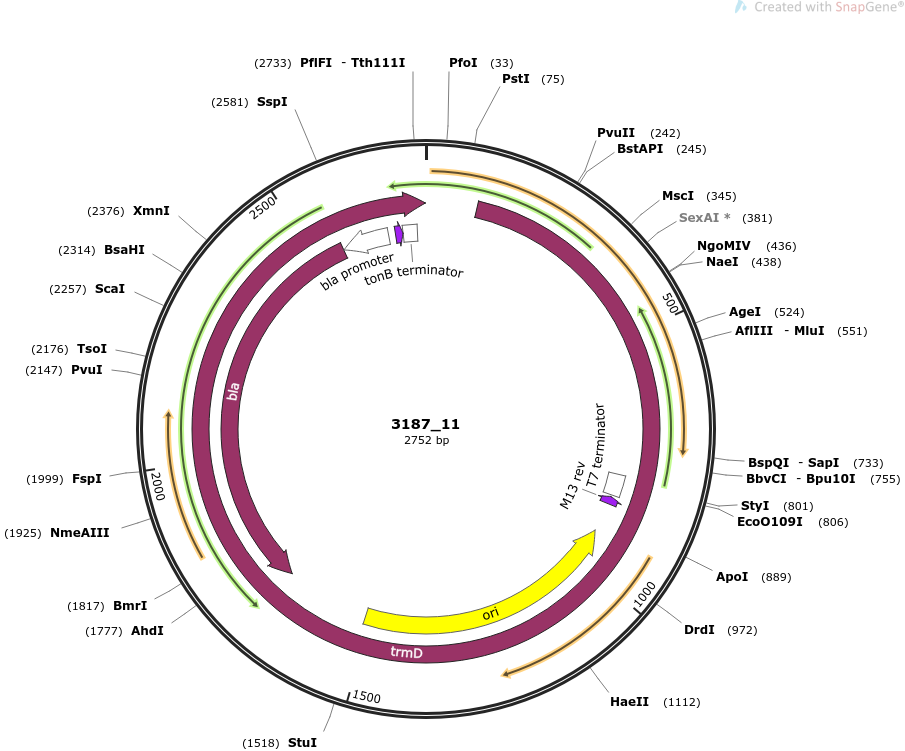 Created with SnapGene®
(2733) PflFI - Tth111I
PfoI (33)
PstI (75)
(2581) SspI
PvuII (242)
BstAPI (245)
MscI (345)
SexAI * (381)
NgoMIV (436)
NaeI (438)
AgeI (524)
AflIII - MluI (551)
BspQI - SapI (733)
BbvCI - Bpu10I (755)
StyI (801)
EcoO109I (806)
ApoI (889)
DrdI (972)
HaeII (1112)
(1518) StuI
(1777) AhdI
(1817) BmrI
(1925) NmeAIII
(1999) FspI
(2147) PvuI
(2176) TsoI
(2257) ScaI
(2314) BsaHI
(2376) XmnI
500
1000
1500
2000
2500
bla promoter
tonB terminator
bla
3187_11
2752 bp
T7 terminator
M13 rev
ori
trmD